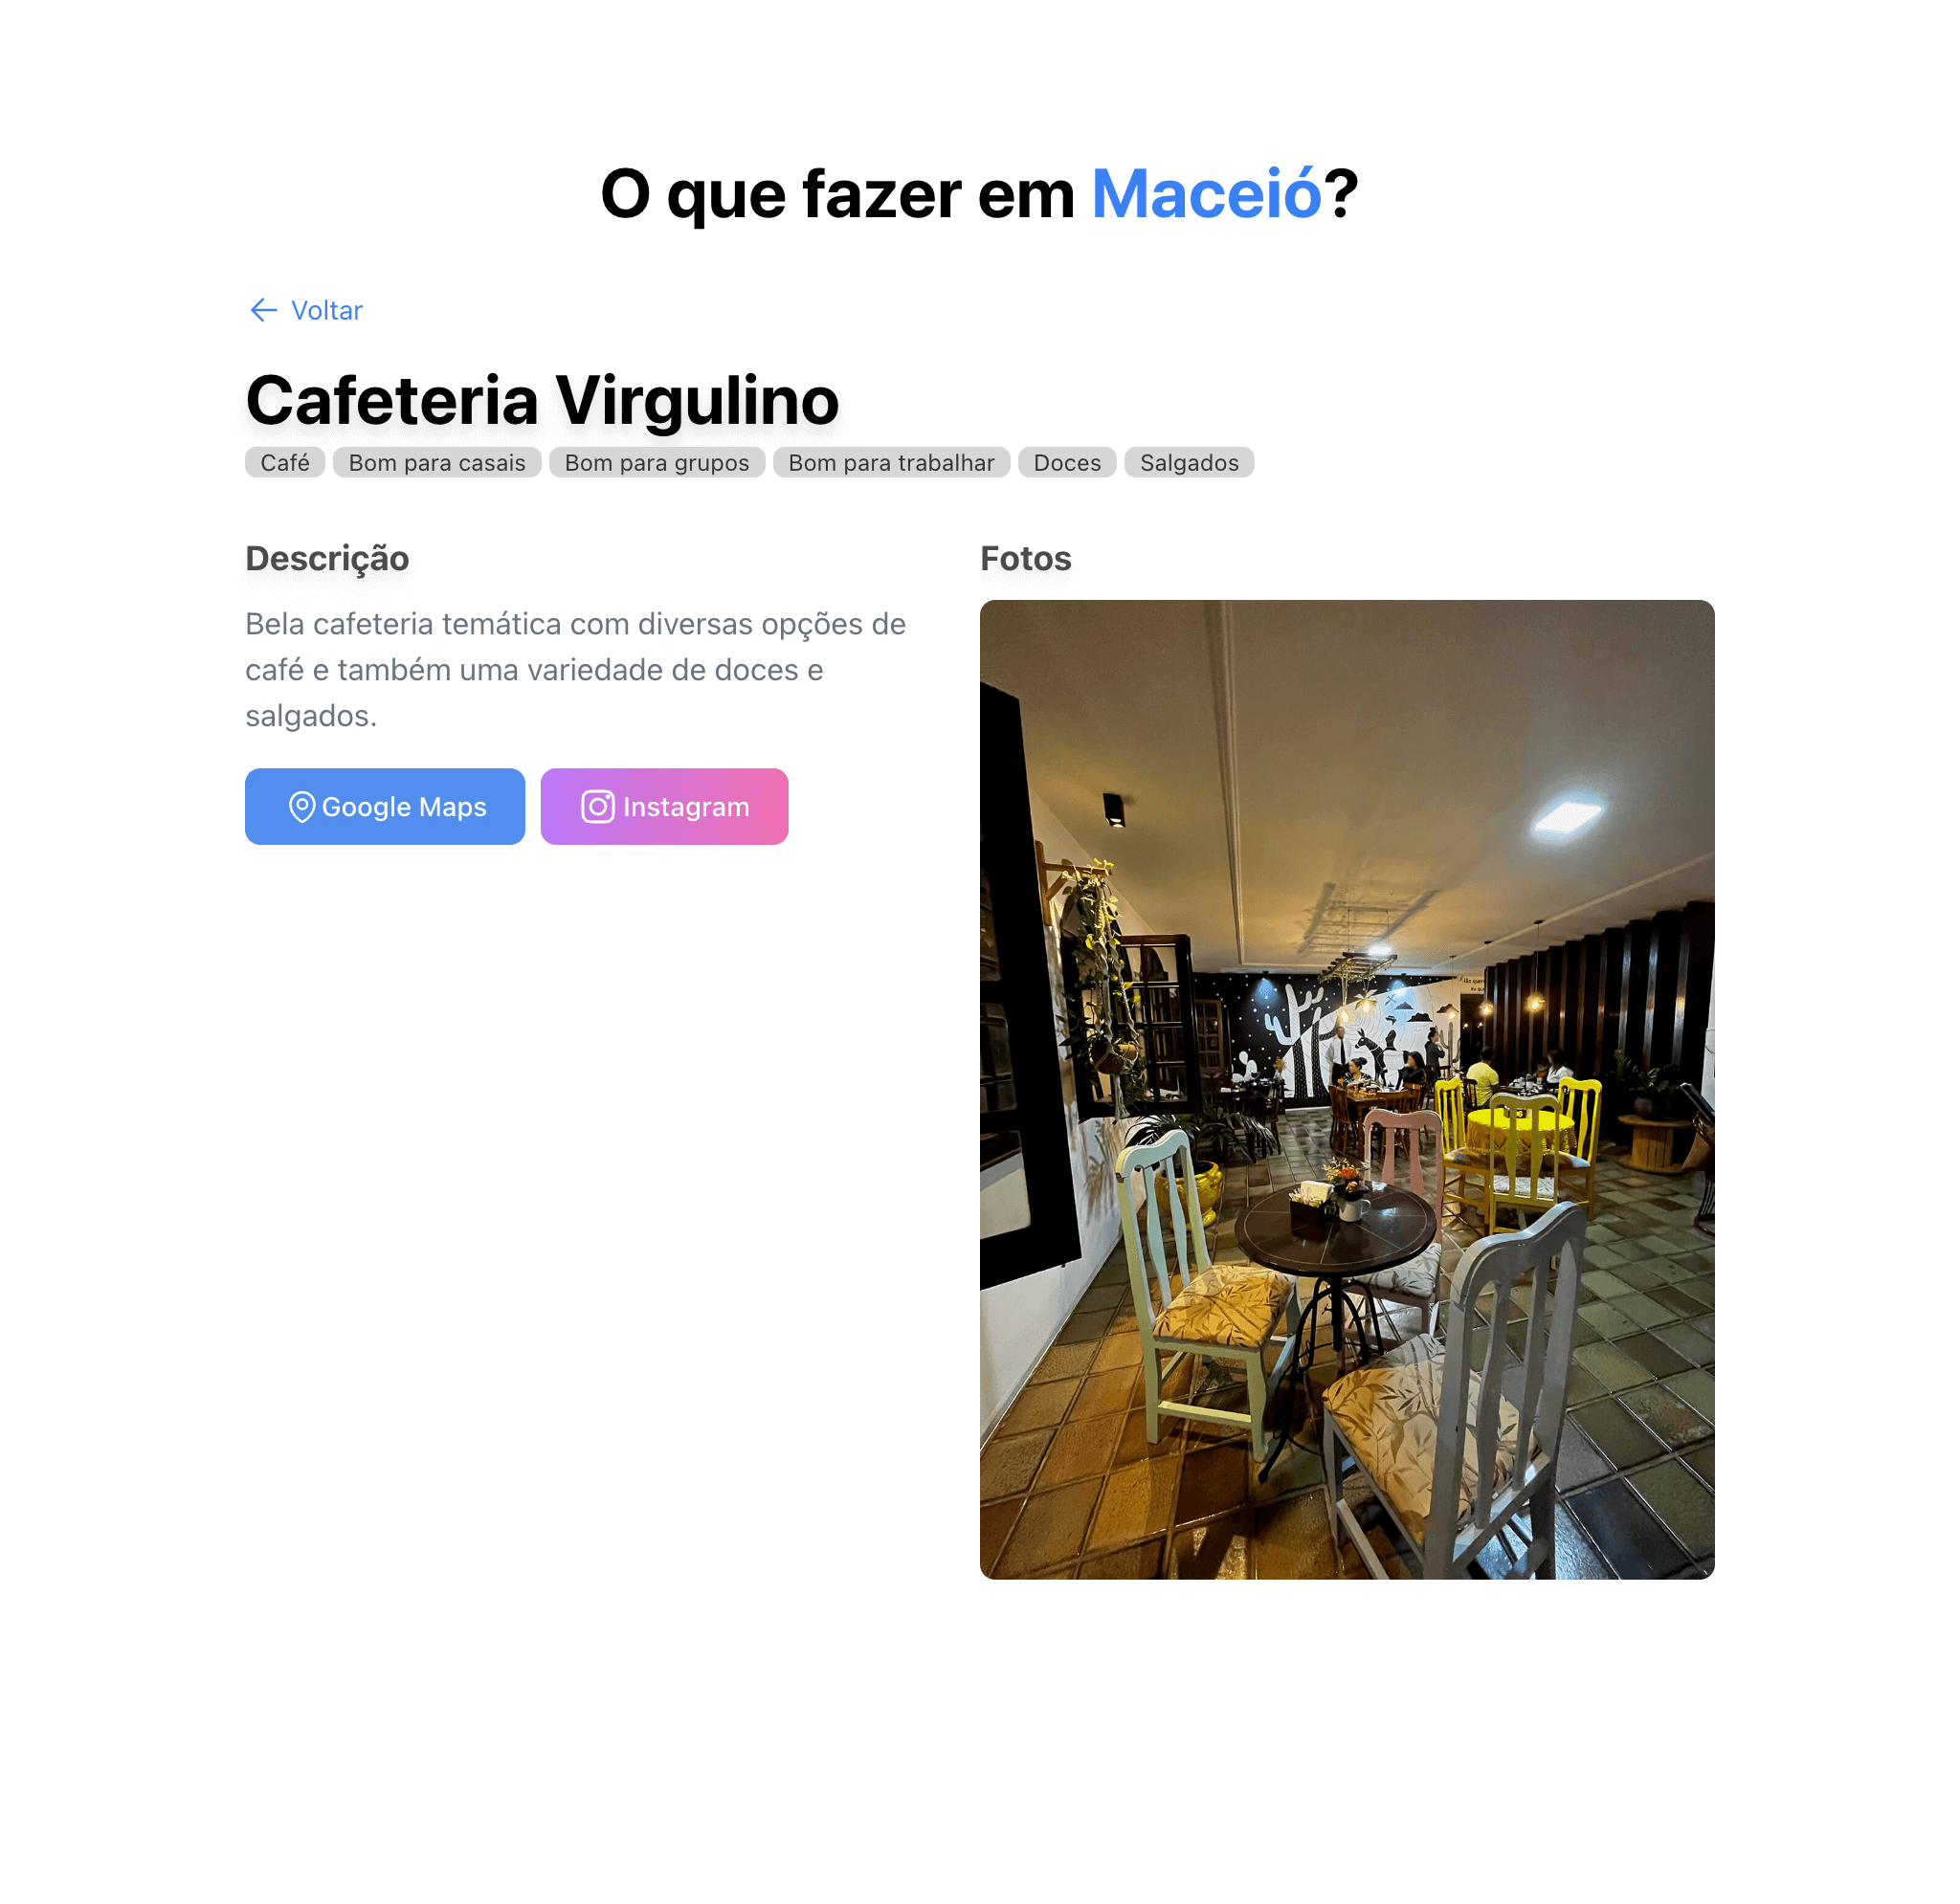 O que fazer em Maceió?
Voltar
Cafeteria Virgulino
Café Bom para casais Bom para grupos Bom para trabalhar Doces Salgados
Descrição
Bela cafeteria temática com diversas opções de
café e também uma variedade de doces e
salgados.
Google Maps Instagram
Fotos